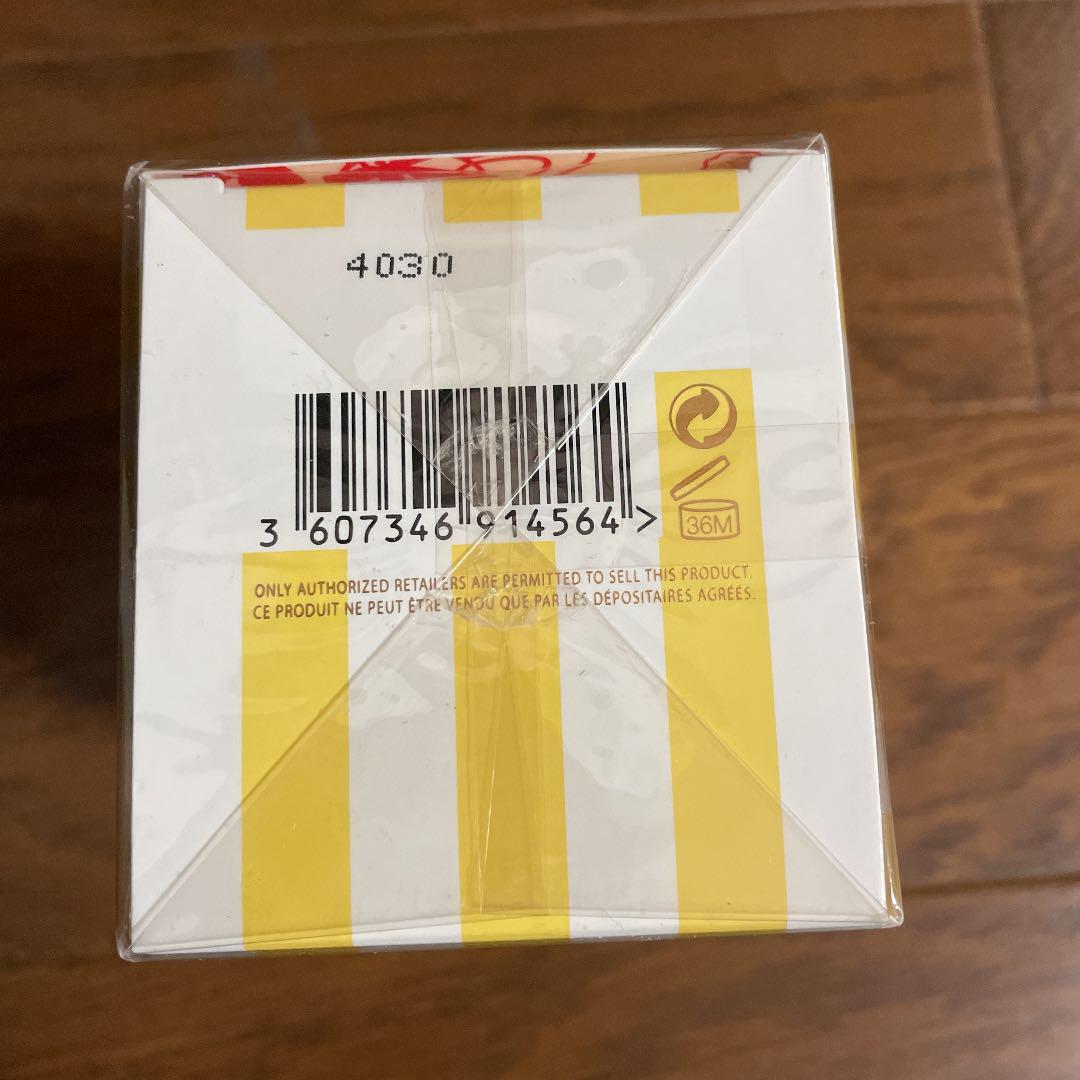 4030
3 607346 914564 >
36M
ONLY AUTHORIZED RETAILERS ARE PERMITTED TO SELL THIS PRODUCT.
CE PRODUIT NE PEUT ÊTRE VENDU QUE PAR LES DÉPOSITAIRES AGRÉÉS.